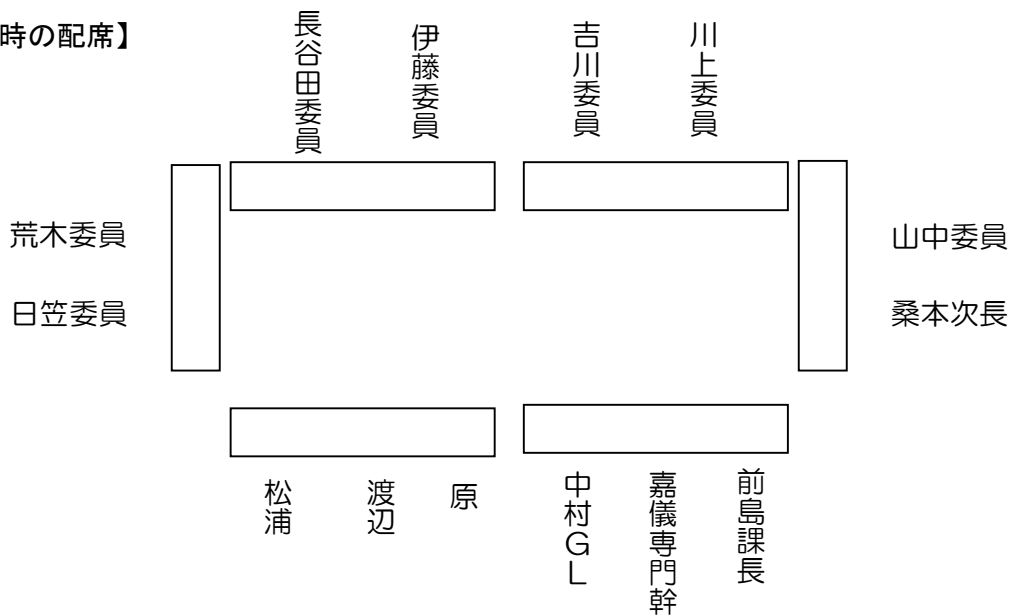 時の配席】
長谷田委員
伊藤委員
吉川委員
川上委員
荒木委員
日笠委員
山中委員
桑本次長
松浦
渡辺
原
中村GL
嘉儀専門幹
前島課長